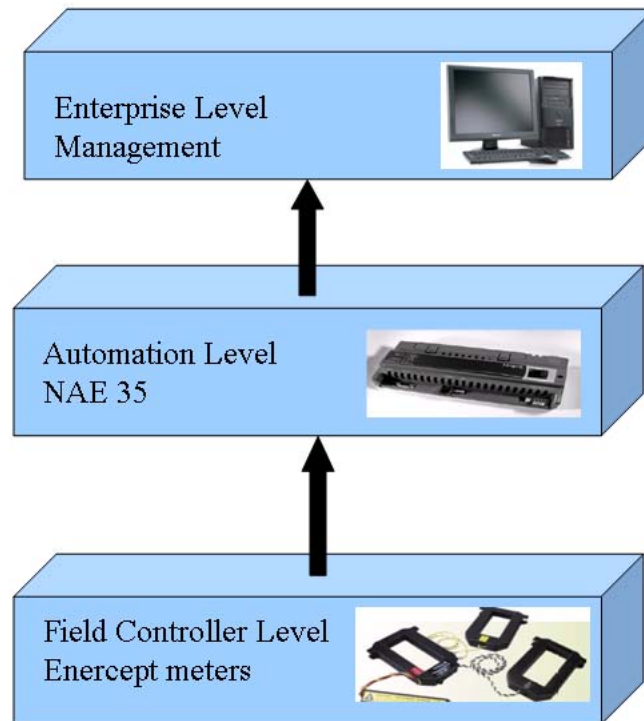 Enterprise Level
Management
Automation Level
NAE 35
Field Controller Level
Enercept meters